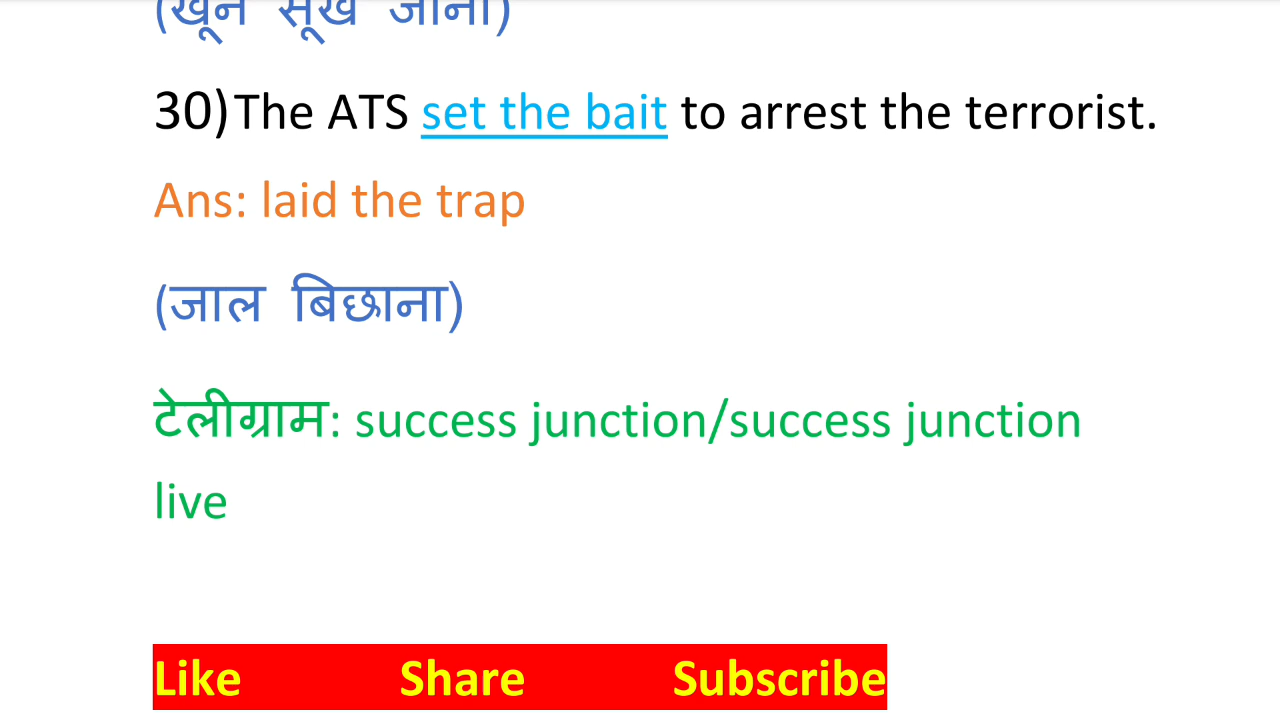 (खून सूख जाना)
30)The ATS set the bait to arrest the terrorist.
Ans: laid the trap
(जाल बिछाना)
टेलीग्राम: success junction/success junction
live
Like Share Subscribe